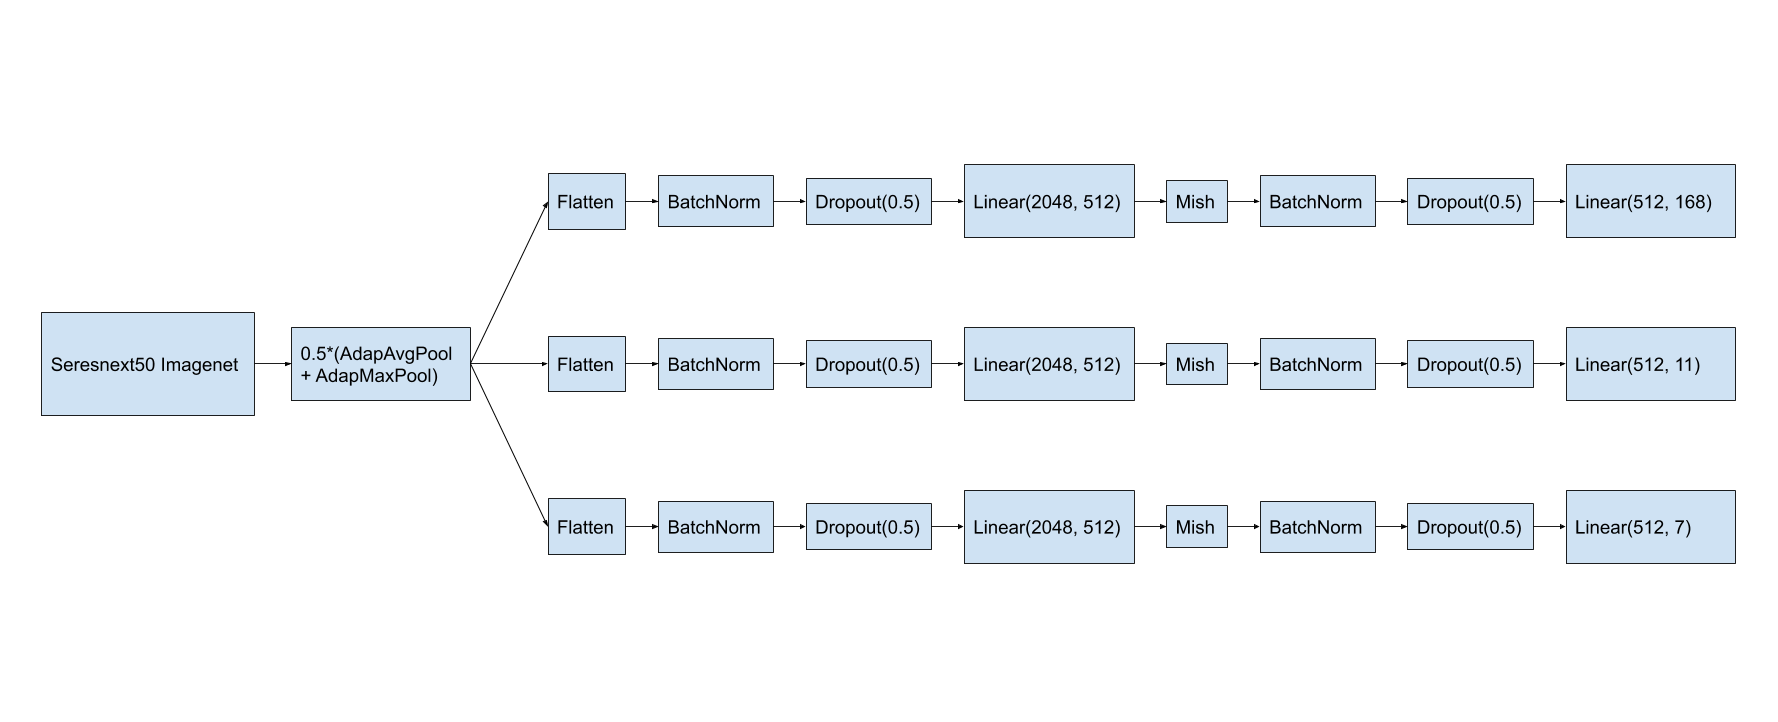 Seresnext50 Imagenet
0.5*(AdapAvgPool
+ AdapMaxPool)
Flatten
BatchNorm
Dropout(0.5)
Linear(2048, 512)
Mish
BatchNorm
Dropout(0.5)
Linear(512, 168)
Flatten
BatchNorm
Dropout(0.5)
Linear(2048, 512)
Mish
BatchNorm
Dropout(0.5)
Linear(512, 11)
Flatten
BatchNorm
Dropout(0.5)
Linear(2048, 512)
Mish
BatchNorm
Dropout(0.5)
Linear(512, 7)